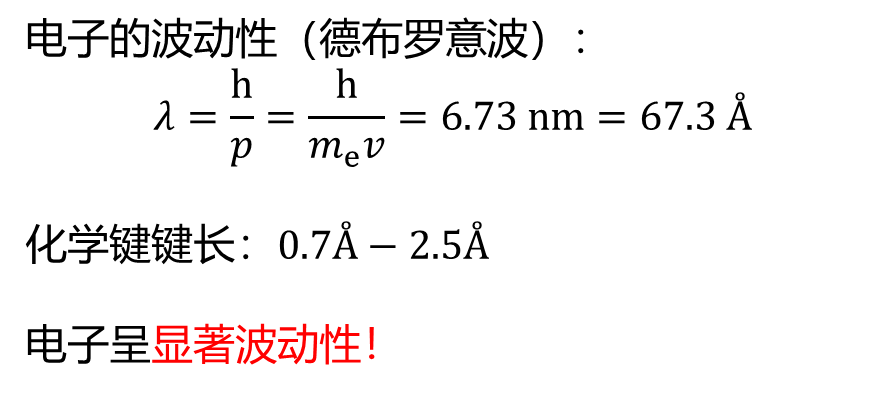 电子的波动性（德布罗意波）:
λ = h/p = h/(mₑv) = 6.73 nm = 67.3 Å
化学键键长: 0.7Å − 2.5Å
电子呈显著波动性!